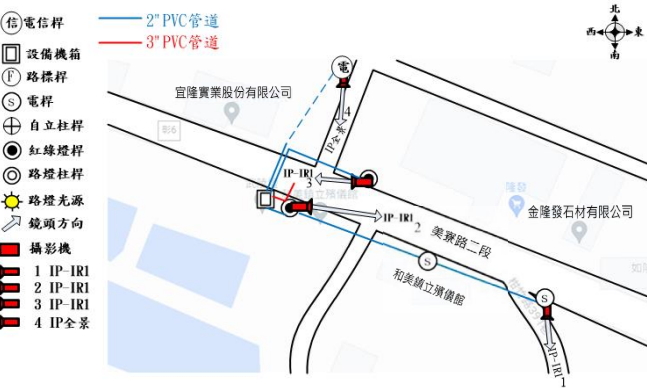 信 電信桿
設備機箱
F 路標桿
S 電桿
自立柱桿
紅綠燈桿
路燈柱桿
路燈光源
鏡頭方向
攝影機
1 IP-IR1
2 IP-IR1
3 IP-IR1
4 IP全景
2"PVC管道
3"PVC管道
北
西 東
南
電
宜隆實業股份有限公司
彰6
4
IP全景
IP-IR1
3
IP-IR1
2
隆發
金隆發石材有限公司
美寮路二段
S
和美鎮立殯儀館
S
IP-IR1
1